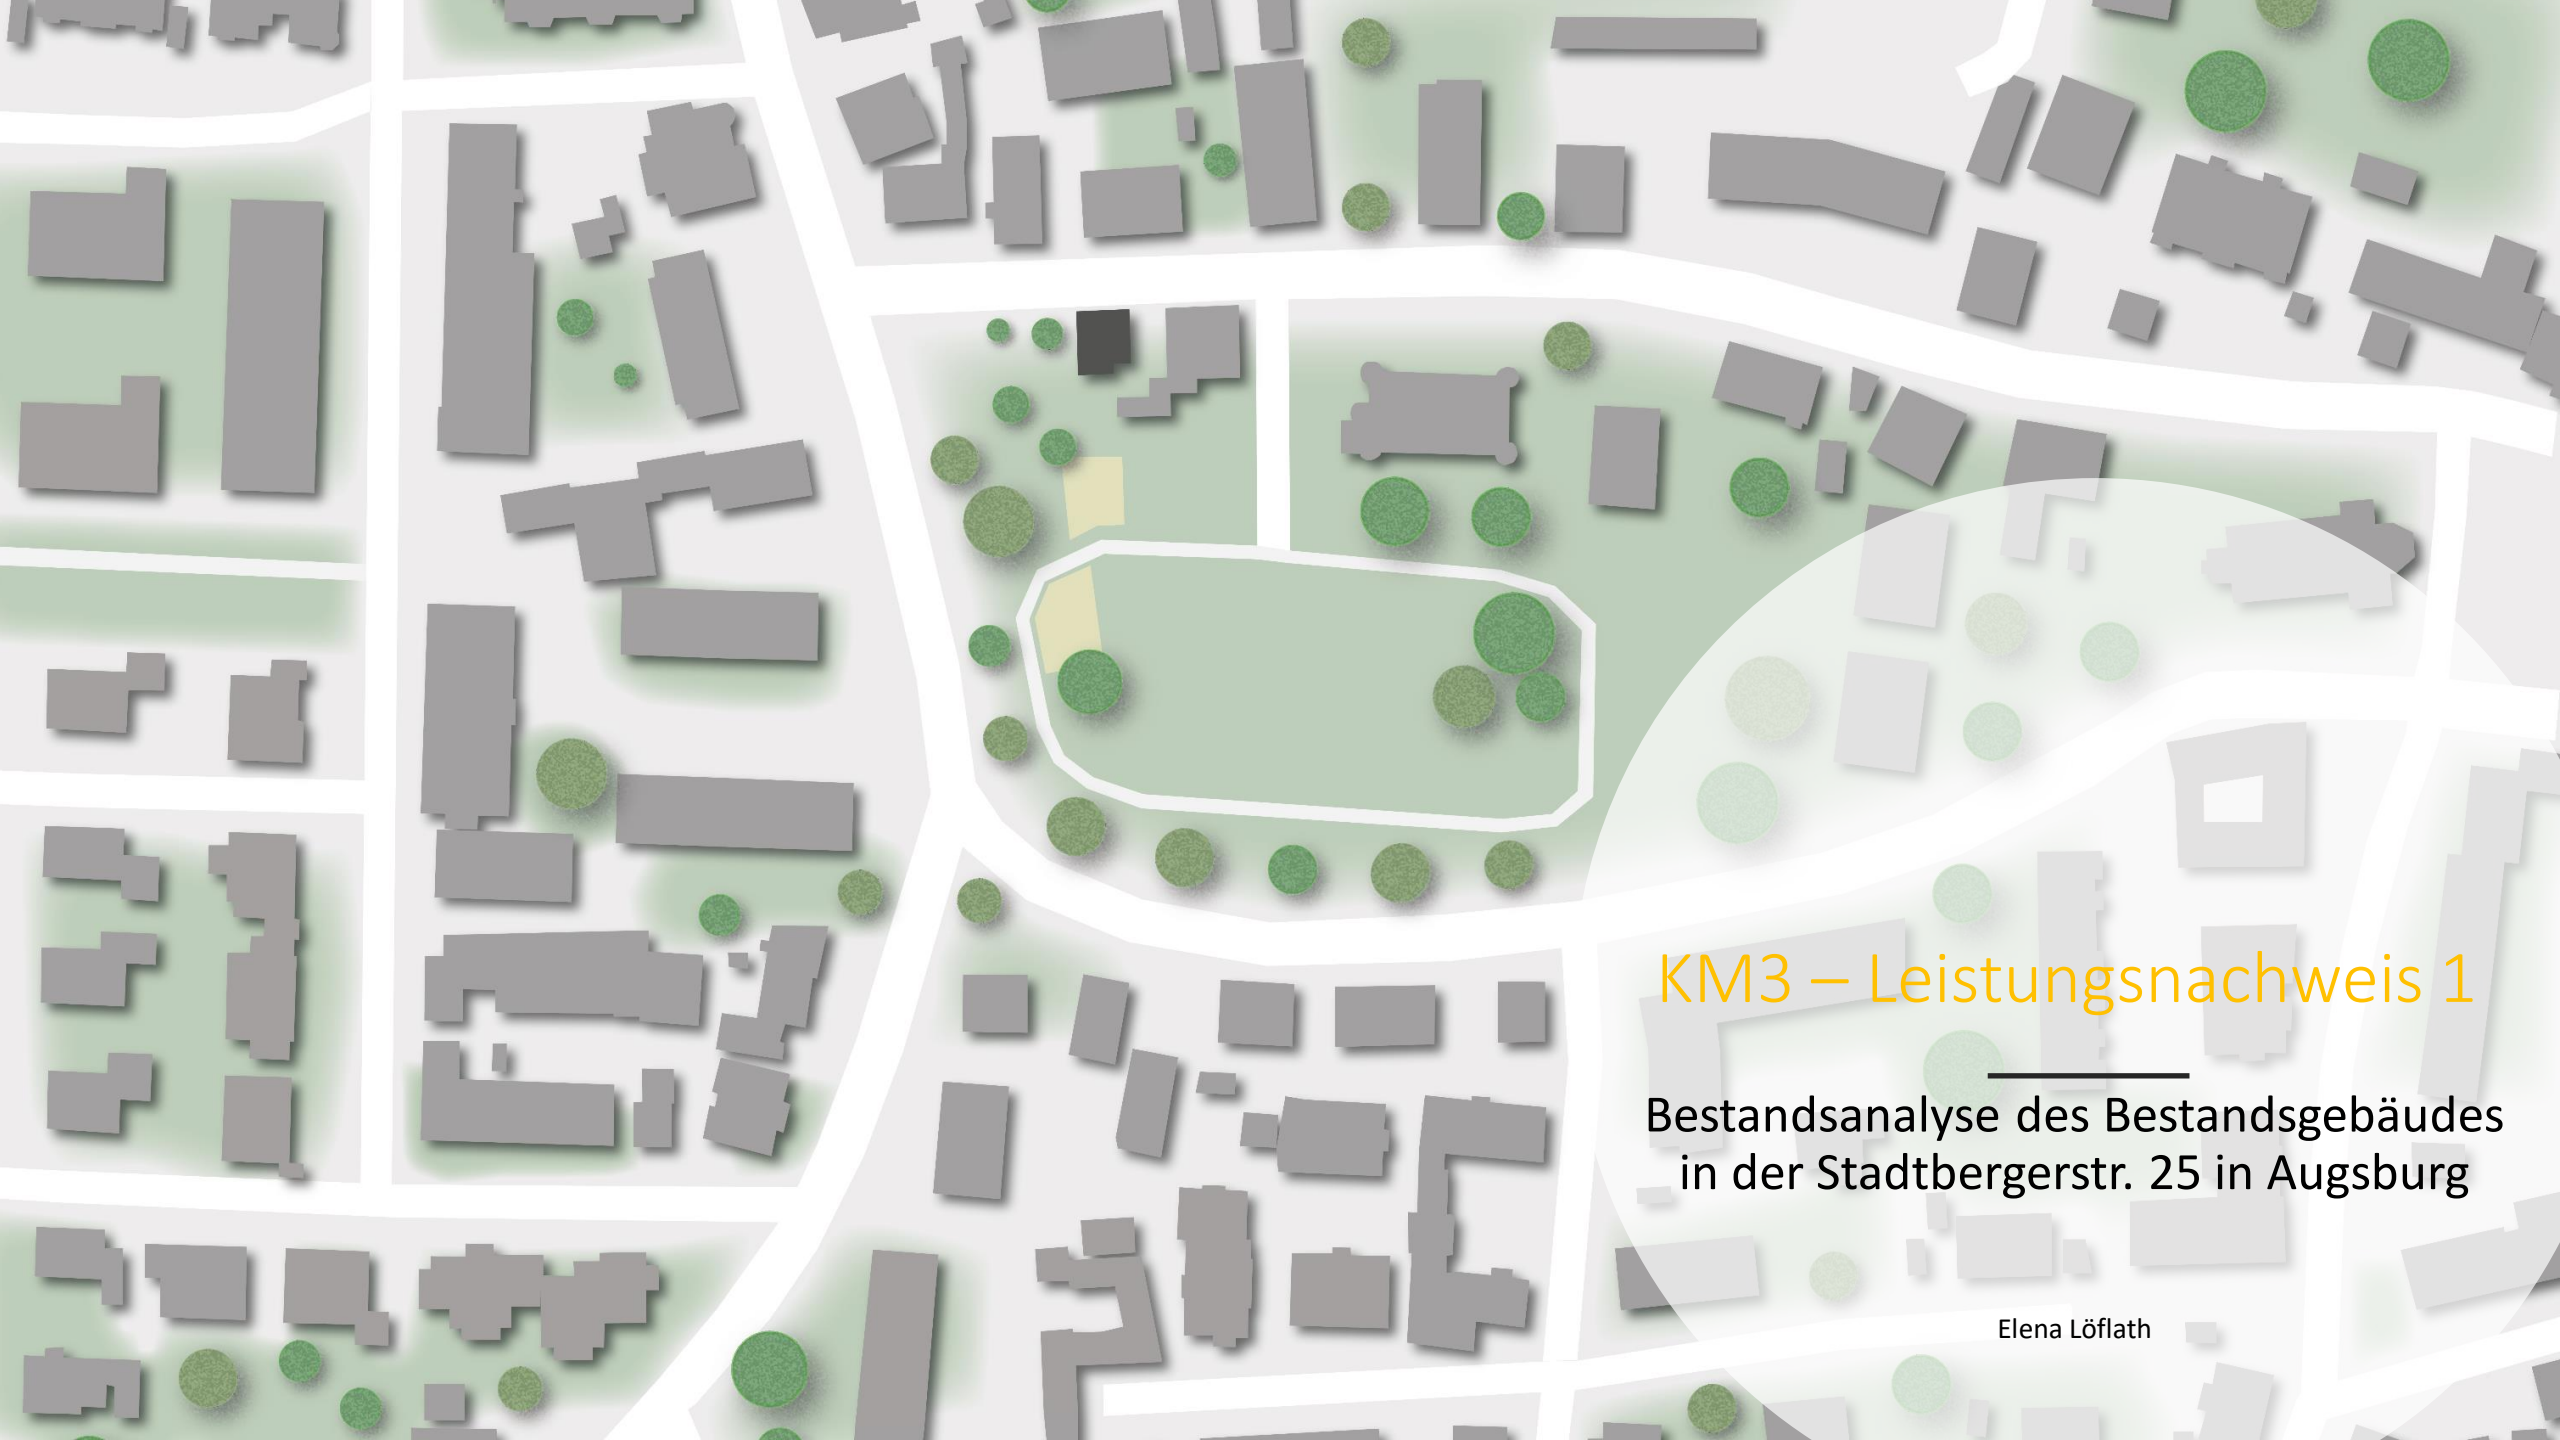 KM3 – Leistungsnachweis 1
Bestandsanalyse des Bestandsgebäudes
in der Stadtbergerstr. 25 in Augsburg
Elena Löflath